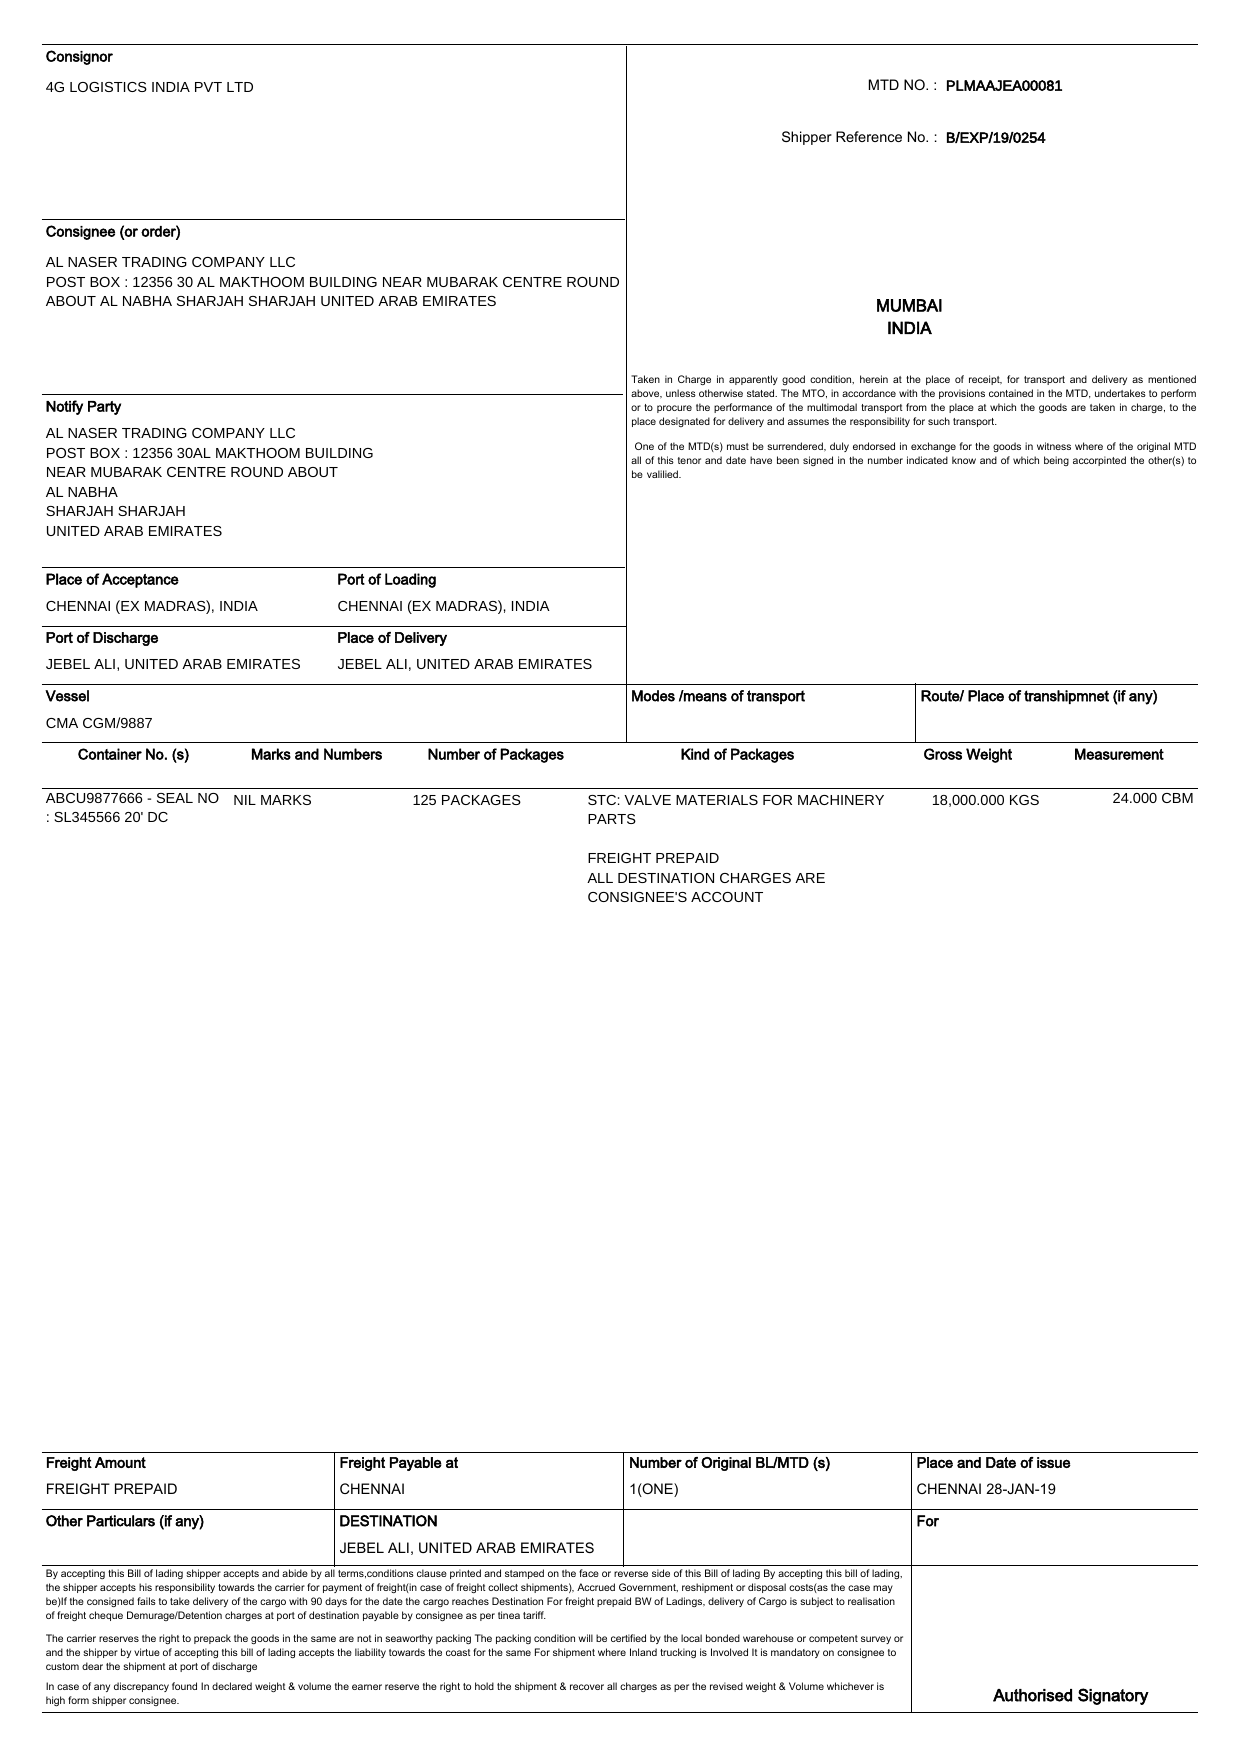 Consignor
4G LOGISTICS INDIA PVT LTD
MTD NO. : PLMAAJEA00081
Shipper Reference No. : B/EXP/19/0254
Consignee (or order)
AL NASER TRADING COMPANY LLC
POST BOX : 12356 30 AL MAKTHOOM BUILDING NEAR MUBARAK CENTRE ROUND
ABOUT AL NABHA SHARJAH SHARJAH UNITED ARAB EMIRATES
MUMBAI
INDIA
Taken in Charge in apparently good condition, herein at the place of receipt, for transport and delivery as mentioned
above, unless otherwise stated. The MTO, in accordance with the provisions contained in the MTD, undertakes to perform
or to procure the performance of the multimodal transport from the place at which the goods are taken in charge, to the
place designated for delivery and assumes the responsibility for such transport.
One of the MTD(s) must be surrendered, duly endorsed in exchange for the goods in witness where of the original MTD
all of this tenor and date have been signed in the number indicated know and of which being accorpinted the other(s) to
be valilied.
Notify Party
AL NASER TRADING COMPANY LLC
POST BOX : 12356 30AL MAKTHOOM BUILDING
NEAR MUBARAK CENTRE ROUND ABOUT
AL NABHA
SHARJAH SHARJAH
UNITED ARAB EMIRATES
Place of Acceptance Port of Loading
CHENNAI (EX MADRAS), INDIA CHENNAI (EX MADRAS), INDIA
Port of Discharge Place of Delivery
JEBEL ALI, UNITED ARAB EMIRATES JEBEL ALI, UNITED ARAB EMIRATES
Vessel Modes /means of transport Route/ Place of transhipmnet (if any)
CMA CGM/9887
Container No. (s) Marks and Numbers Number of Packages Kind of Packages Gross Weight Measurement
ABCU9877666 - SEAL NO NIL MARKS 125 PACKAGES STC: VALVE MATERIALS FOR MACHINERY 18,000.000 KGS 24.000 CBM
: SL345566 20' DC PARTS
FREIGHT PREPAID
ALL DESTINATION CHARGES ARE
CONSIGNEE'S ACCOUNT
Freight Amount Freight Payable at Number of Original BL/MTD (s) Place and Date of issue
FREIGHT PREPAID CHENNAI 1(ONE) CHENNAI 28-JAN-19
Other Particulars (if any) DESTINATION For
JEBEL ALI, UNITED ARAB EMIRATES
By accepting this Bill of lading shipper accepts and abide by all terms,conditions clause printed and stamped on the face or reverse side of this Bill of lading By accepting this bill of lading,
the shipper accepts his responsibility towards the carrier for payment of freight(in case of freight collect shipments), Accrued Government, reshipment or disposal costs(as the case may
be)If the consigned fails to take delivery of the cargo with 90 days for the date the cargo reaches Destination For freight prepaid BW of Ladings, delivery of Cargo is subject to realisation
of freight cheque Demurage/Detention charges at port of destination payable by consignee as per tinea tariff.
The carrier reserves the right to prepack the goods in the same are not in seaworthy packing The packing condition will be certified by the local bonded warehouse or competent survey or
and the shipper by virtue of accepting this bill of lading accepts the liability towards the coast for the same For shipment where Inland trucking is Involved It is mandatory on consignee to
custom dear the shipment at port of discharge
In case of any discrepancy found In declared weight & volume the earner reserve the right to hold the shipment & recover all charges as per the revised weight & Volume whichever is
high form shipper consignee.
Authorised Signatory